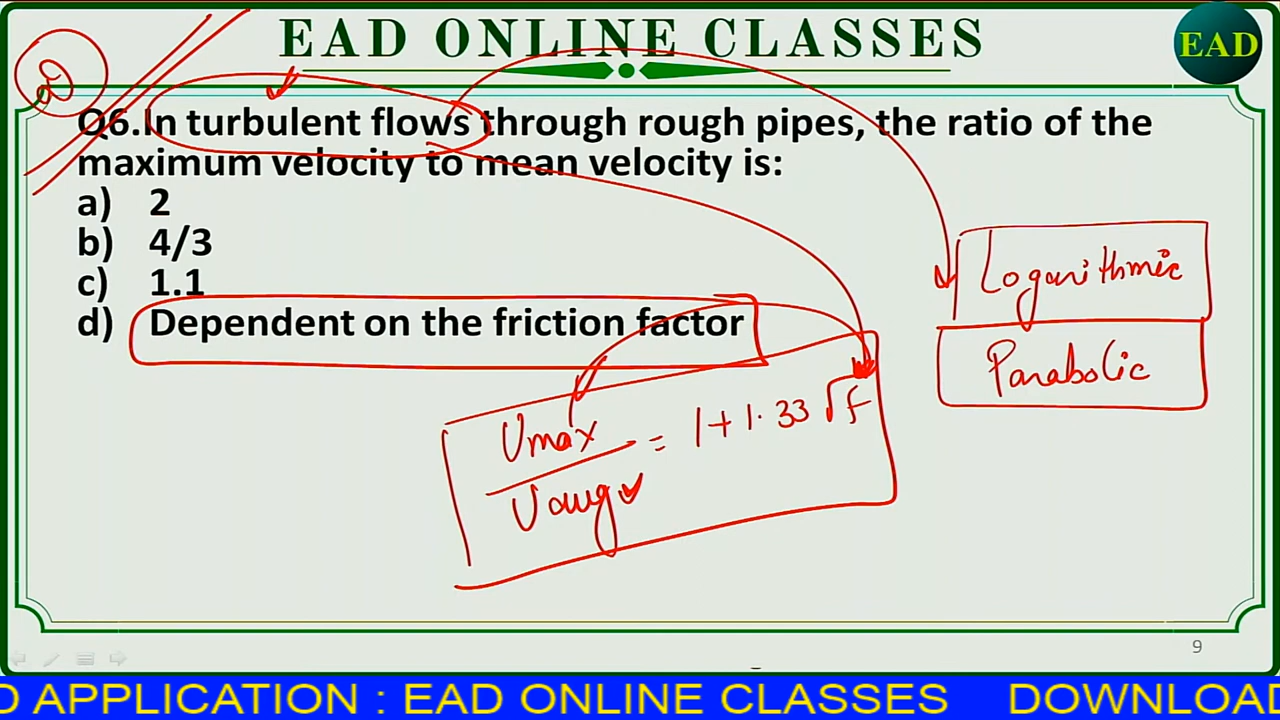 EAD ONLINE CLASSES
EAD
Q6.In turbulent flows through rough pipes, the ratio of the
maximum velocity to mean velocity is:
a) 2
b) 4/3
c) 1.1
d) Dependent on the friction factor
Logarithmic
Parabolic
Umax
= 1 + 1.33 √f
Uavg
9
D APPLICATION : EAD ONLINE CLASSES DOWNLOAD